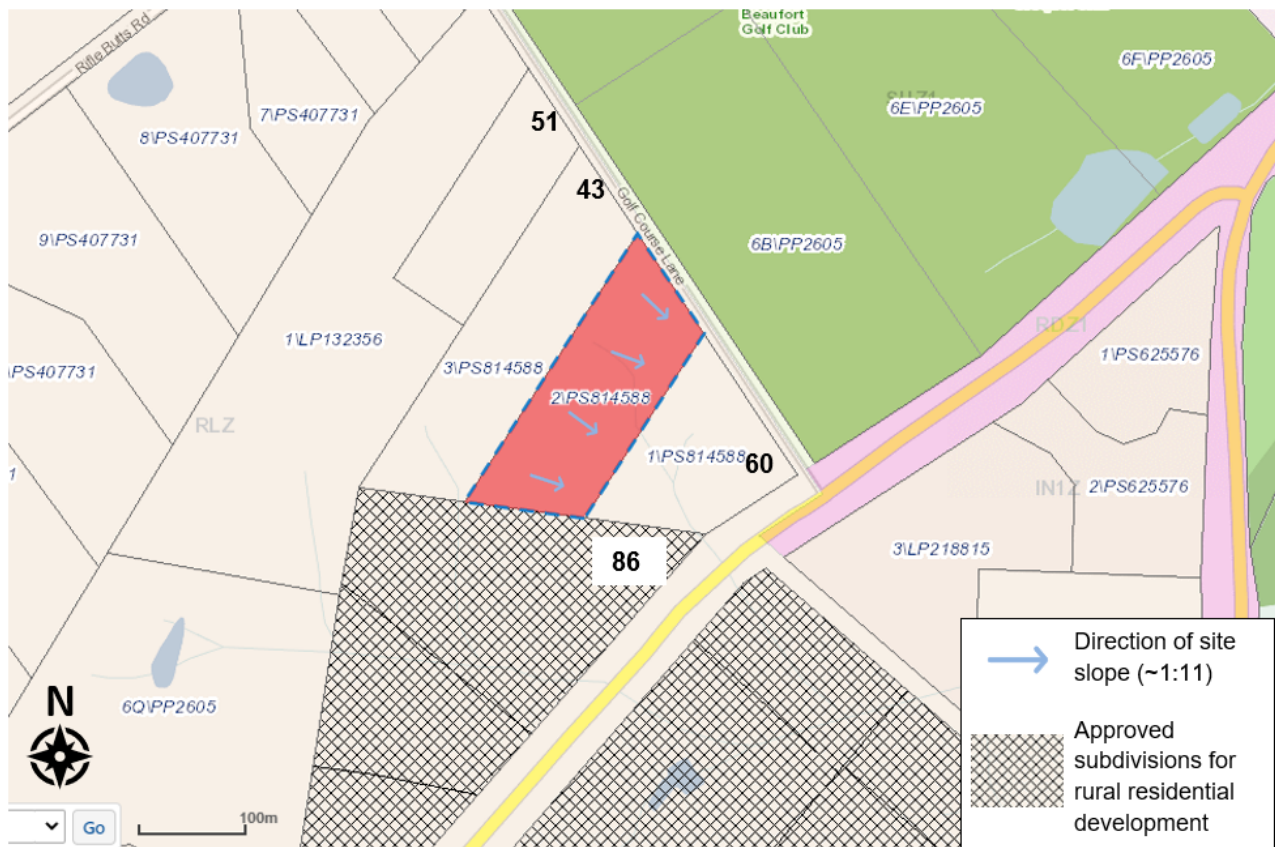 Beaufort
Golf Club
Rifle Butts Rd
6F\PP2605
SUZ1
6E\PP2605
7\PS407731
8\PS407731
51
43
Golf Course Lane
9\PS407731
6B\PP2605
RDZ1
1\LP132356
3\PS814588
1\PS625576
\PS407731
2\PS814588
RLZ
1\PS814588
60
1
IN1Z
2\PS625576
3\LP218815
86
Direction of site
slope (~1:11)
N
6Q\PP2605
Approved
subdivisions for
rural residential
development
Go
100m